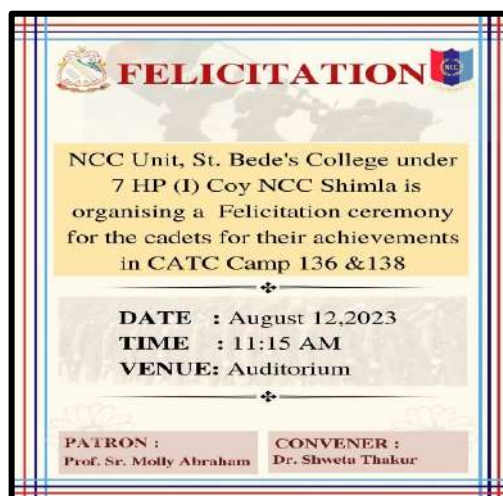 FELICITATION
NCC
NCC Unit, St. Bede's College under
7 HP (I) Coy NCC Shimla is
organising a Felicitation ceremony
for the cadets for their achievements
in CATC Camp 136 &138
DATE : August 12,2023
TIME : 11:15 AM
VENUE: Auditorium
PATRON :
Prof. Sr. Molly Abraham
CONVENER :
Dr. Shweta Thakur